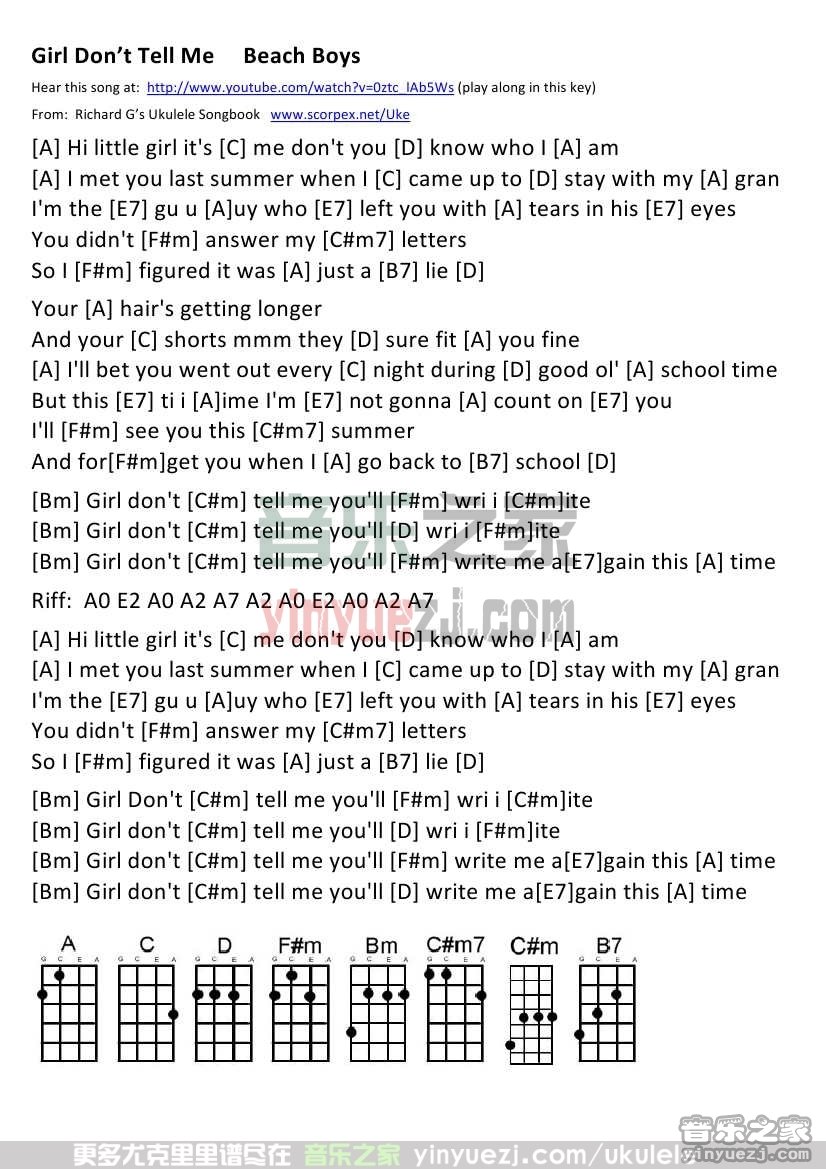 Girl Don't Tell Me Beach Boys
Hear this song at: http://www.youtube.com/watch?v=0ztc_lAb5Ws (play along in this key)
From: Richard G's Ukulele Songbook www.scorpex.net/Uke
[A] Hi little girl it's [C] me don't you [D] know who I [A] am
[A] I met you last summer when I [C] came up to [D] stay with my [A] gran
I'm the [E7] gu u [A]uy who [E7] left you with [A] tears in his [E7] eyes
You didn't [F#m] answer my [C#m7] letters
So I [F#m] figured it was [A] just a [B7] lie [D]
Your [A] hair's getting longer
And your [C] shorts mmm they [D] sure fit [A] you fine
[A] I'll bet you went out every [C] night during [D] good ol' [A] school time
But this [E7] ti i [A]ime I'm [E7] not gonna [A] count on [E7] you
I'll [F#m] see you this [C#m7] summer
And for[F#m]get you when I [A] go back to [B7] school [D]
[Bm] Girl don't [C#m] tell me you'll [F#m] wri i [C#m]ite
[Bm] Girl don't [C#m] tell me you'll [D] wri i [F#m]ite
[Bm] Girl don't [C#m] tell me you'll [F#m] write me a[E7]gain this [A] time
音乐之家
Riff: A0 E2 A0 A2 A7 A2 A0 E2 A0 A2 A7
yinyuezj.com
[A] Hi little girl it's [C] me don't you [D] know who I [A] am
[A] I met you last summer when I [C] came up to [D] stay with my [A] gran
I'm the [E7] gu u [A]uy who [E7] left you with [A] tears in his [E7] eyes
You didn't [F#m] answer my [C#m7] letters
So I [F#m] figured it was [A] just a [B7] lie [D]
[Bm] Girl Don't [C#m] tell me you'll [F#m] wri i [C#m]ite
[Bm] Girl don't [C#m] tell me you'll [D] wri i [F#m]ite
[Bm] Girl don't [C#m] tell me you'll [F#m] write me a[E7]gain this [A] time
[Bm] Girl don't [C#m] tell me you'll [D] write me a[E7]gain this [A] time
A C D F#m Bm C#m7 C#m B7
G C E A G C E A G C E A G C E A G C E A G C E A G C E A
更多尤克里里谱尽在 音乐之家 yinyuezj.com/ukulele
音乐之家
yinyuezj.com